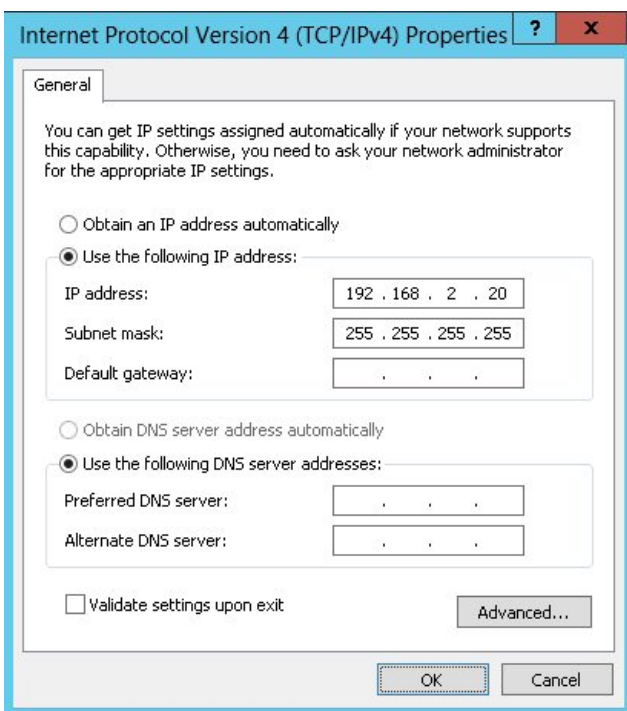 Internet Protocol Version 4 (TCP/IPv4) Properties ? x
General
You can get IP settings assigned automatically if your network supports
this capability. Otherwise, you need to ask your network administrator
for the appropriate IP settings.
Obtain an IP address automatically
Use the following IP address:
IP address: 192 . 168 . 2 . 20
Subnet mask: 255 . 255 . 255 . 255
Default gateway: . . .
Obtain DNS server address automatically
Use the following DNS server addresses:
Preferred DNS server: . . .
Alternate DNS server: . . .
Validate settings upon exit
Advanced...
OK Cancel